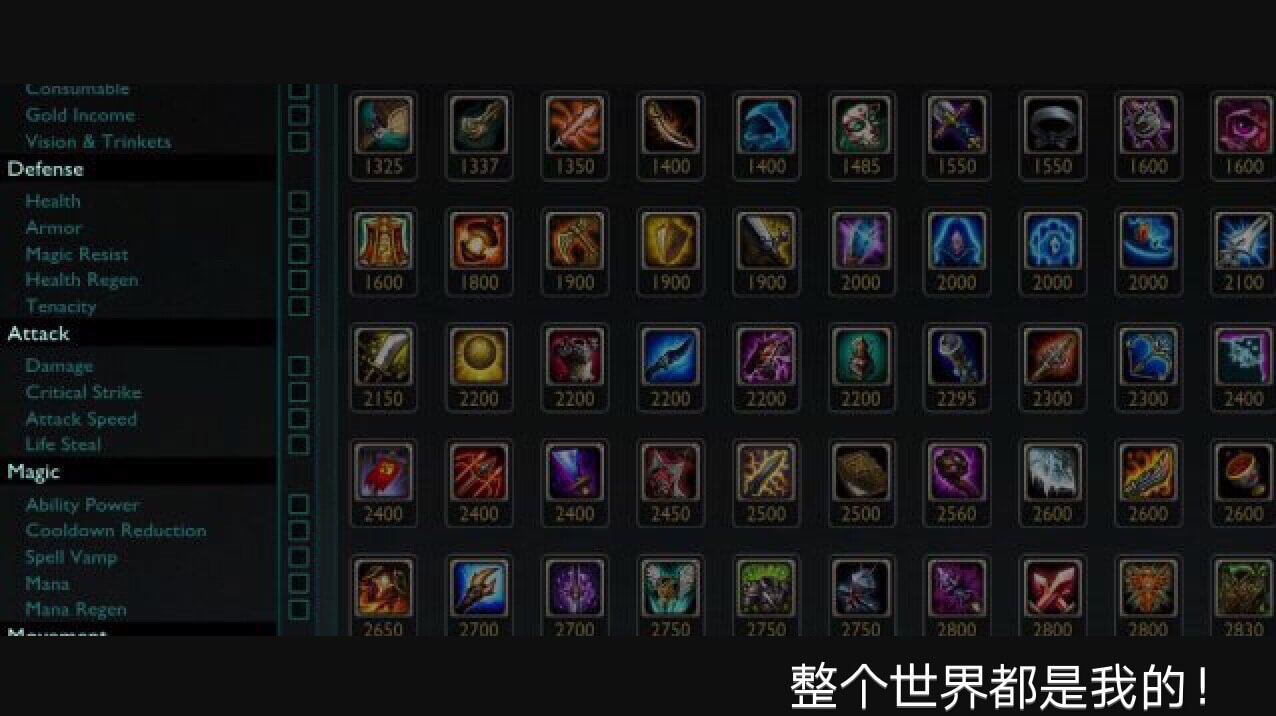 Consumable
Gold Income
Vision & Trinkets
Defense
Health
Armor
Magic Resist
Health Regen
Tenacity
Attack
Damage
Critical Strike
Attack Speed
Life Steal
Magic
Ability Power
Cooldown Reduction
Spell Vamp
Mana
Mana Regen
Movement
1325 1337 1350 1400 1400 1485 1550 1550 1600 1600
1600 1800 1900 1900 1900 2000 2000 2000 2000 2100
2150 2200 2200 2200 2200 2200 2295 2300 2300 2400
2400 2400 2400 2450 2500 2500 2560 2600 2600 2600
2650 2700 2700 2750 2750 2750 2800 2800 2800 2830
整个世界都是我的！